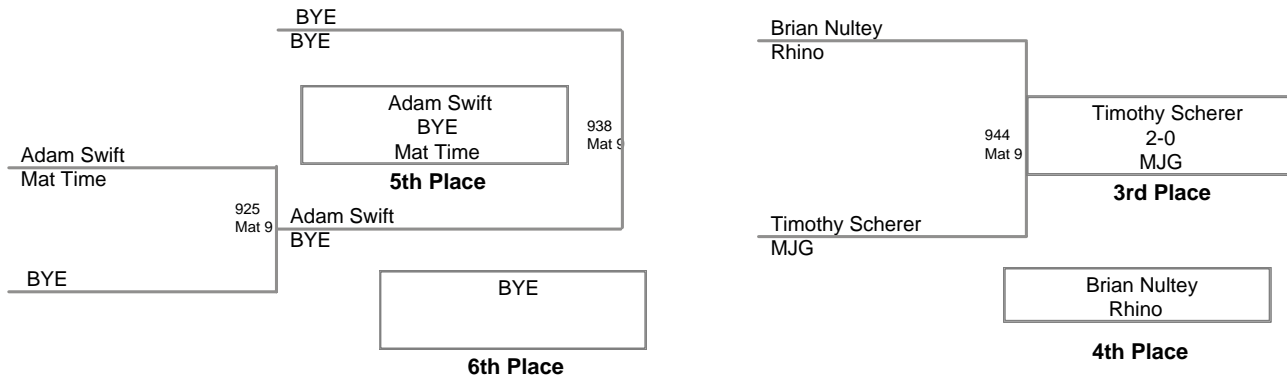 BYE
BYE
Adam Swift
BYE
Mat Time
5th Place
938
Mat 9
Adam Swift
Mat Time
925
Mat 9
Adam Swift
BYE
BYE
BYE
6th Place
Brian Nultey
Rhino
944
Mat 9
Timothy Scherer
2-0
MJG
3rd Place
Timothy Scherer
MJG
Brian Nultey
Rhino
4th Place